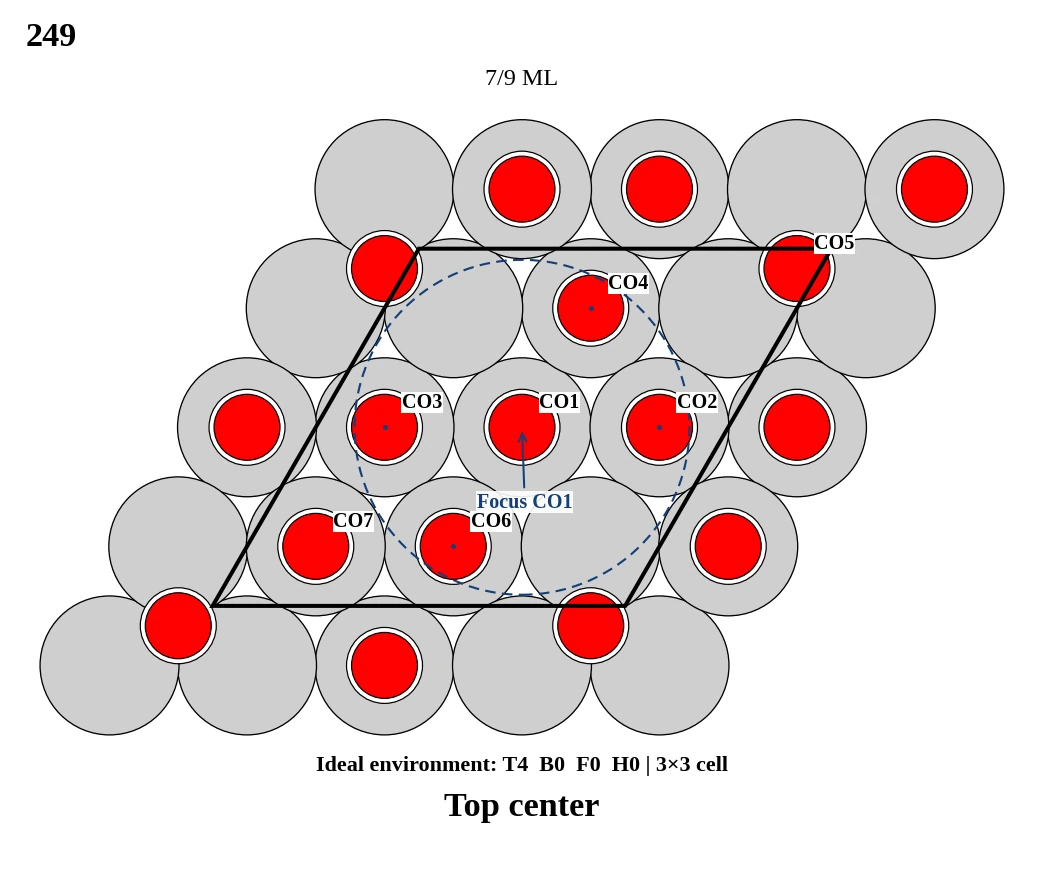 249
7/9 ML
CO5
CO4
CO3
CO1
CO2
Focus CO1
CO7
CO6
Ideal environment: T4  B0  F0  H0 | 3×3 cell
Top center